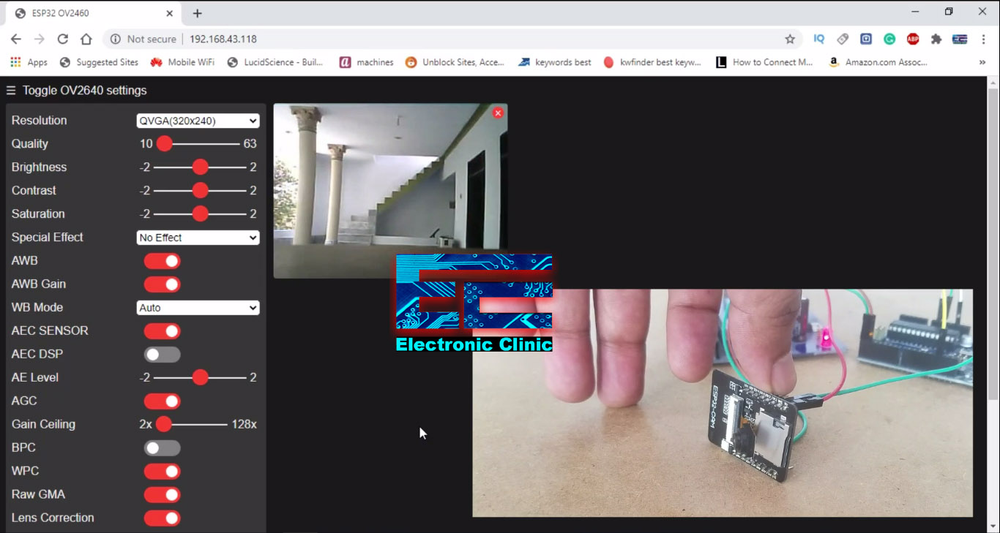 ESP32 OV2460
Not secure 192.168.43.118
IQ ABP EC
Apps Suggested Sites Mobile WiFi LucidScience - Buil... a machines Unblock Sites, Acce... keywords best kwfinder best keyw... L How to Connect M... a Amazon.com Assoc... »
Toggle OV2640 settings
Resolution QVGA(320x240)
Quality 10 63
Brightness -2 2
Contrast -2 2
Saturation -2 2
Special Effect No Effect
AWB
AWB Gain
WB Mode Auto
AEC SENSOR
AEC DSP
AE Level -2 2
AGC
Gain Ceiling 2x 128x
BPC
WPC
Raw GMA
Lens Correction
EC
Electronic Clinic
ESP32-CAM